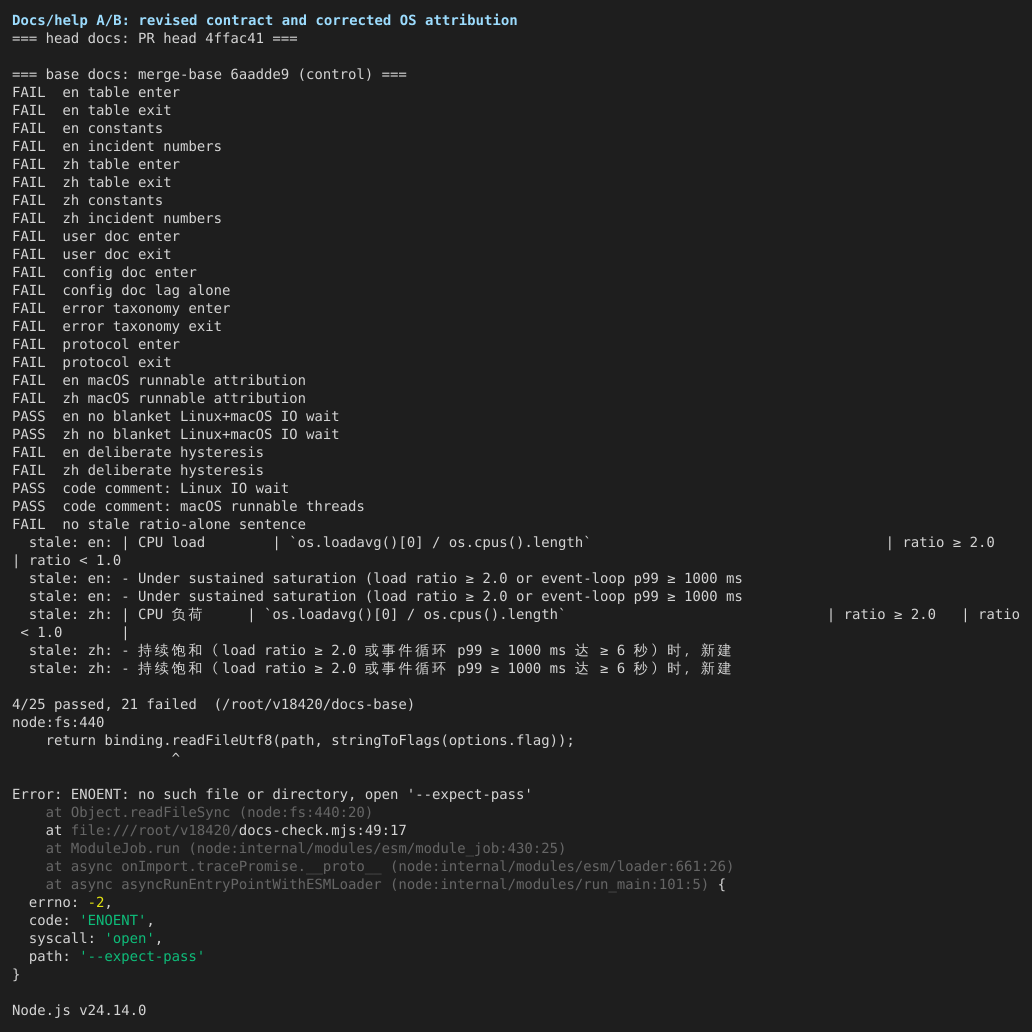 Docs/help A/B: revised contract and corrected OS attribution
=== head docs: PR head 4ffac41 ===
=== base docs: merge-base 6aadde9 (control) ===
FAIL  en table enter
FAIL  en table exit
FAIL  en constants
FAIL  en incident numbers
FAIL  zh table enter
FAIL  zh table exit
FAIL  zh constants
FAIL  zh incident numbers
FAIL  user doc enter
FAIL  user doc exit
FAIL  config doc enter
FAIL  config doc lag alone
FAIL  error taxonomy enter
FAIL  error taxonomy exit
FAIL  protocol enter
FAIL  protocol exit
FAIL  en macOS runnable attribution
FAIL  zh macOS runnable attribution
PASS  en no blanket Linux+macOS IO wait
PASS  zh no blanket Linux+macOS IO wait
FAIL  en deliberate hysteresis
FAIL  zh deliberate hysteresis
PASS  code comment: Linux IO wait
PASS  code comment: macOS runnable threads
FAIL  no stale ratio-alone sentence
  stale: en: | CPU load        | `os.loadavg()[0] / os.cpus().length`                                   | ratio ≥ 2.0
| ratio < 1.0
  stale: en: - Under sustained saturation (load ratio ≥ 2.0 or event-loop p99 ≥ 1000 ms
  stale: en: - Under sustained saturation (load ratio ≥ 2.0 or event-loop p99 ≥ 1000 ms
  stale: zh: | CPU 负荷     | `os.loadavg()[0] / os.cpus().length`                               | ratio ≥ 2.0   | ratio
 < 1.0       |
  stale: zh: - 持续饱和（load ratio ≥ 2.0 或事件循环 p99 ≥ 1000 ms 达 ≥ 6 秒）时, 新建
  stale: zh: - 持续饱和（load ratio ≥ 2.0 或事件循环 p99 ≥ 1000 ms 达 ≥ 6 秒）时, 新建
4/25 passed, 21 failed  (/root/v18420/docs-base)
node:fs:440
    return binding.readFileUtf8(path, stringToFlags(options.flag));
                   ^
Error: ENOENT: no such file or directory, open '--expect-pass'
    at Object.readFileSync (node:fs:440:20)
    at file:///root/v18420/docs-check.mjs:49:17
    at ModuleJob.run (node:internal/modules/esm/module_job:430:25)
    at async onImport.tracePromise.__proto__ (node:internal/modules/esm/loader:661:26)
    at async asyncRunEntryPointWithESMLoader (node:internal/modules/run_main:101:5) {
  errno: -2,
  code: 'ENOENT',
  syscall: 'open',
  path: '--expect-pass'
}
Node.js v24.14.0